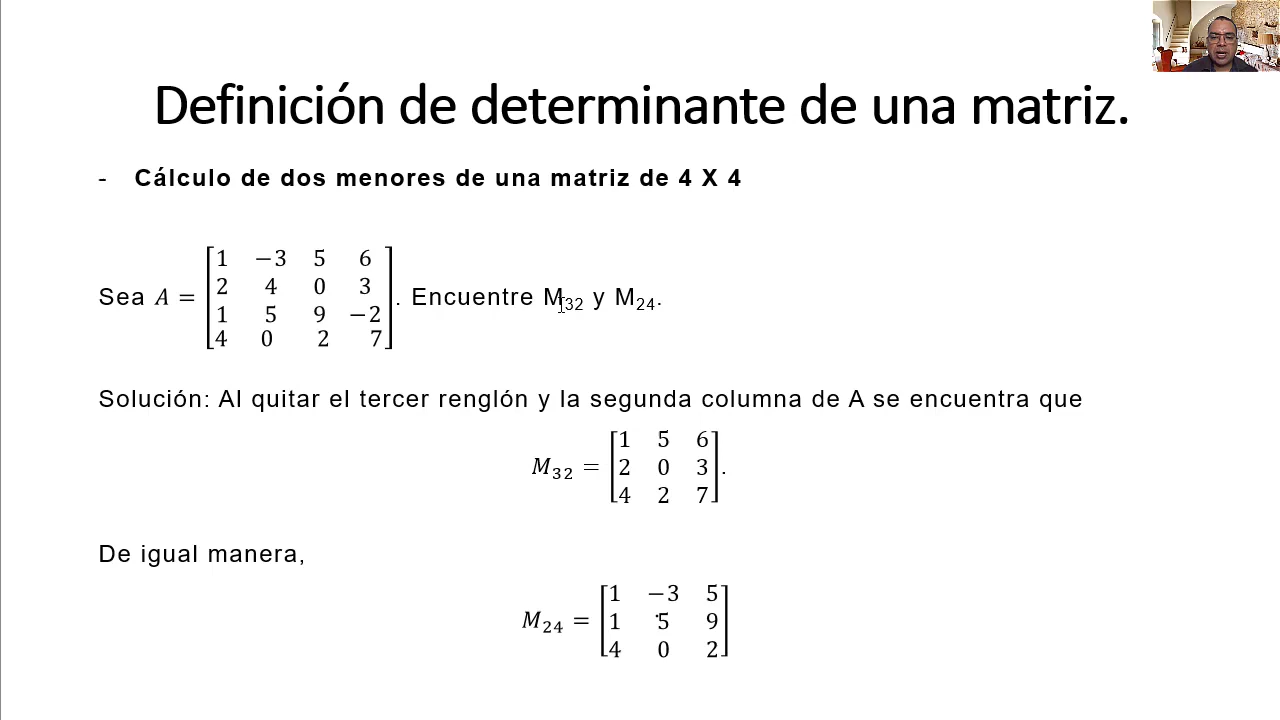 Definición de determinante de una matriz.
- Cálculo de dos menores de una matriz de 4 X 4
Sea A = [1 −3 5 6
2 4 0 3
1 5 9 −2
4 0 2 7]. Encuentre M₃₂ y M₂₄.
Solución: Al quitar el tercer renglón y la segunda columna de A se encuentra que
M₃₂ = [1 5 6
2 0 3
4 2 7].
De igual manera,
M₂₄ = [1 −3 5
1 5 9
4 0 2]